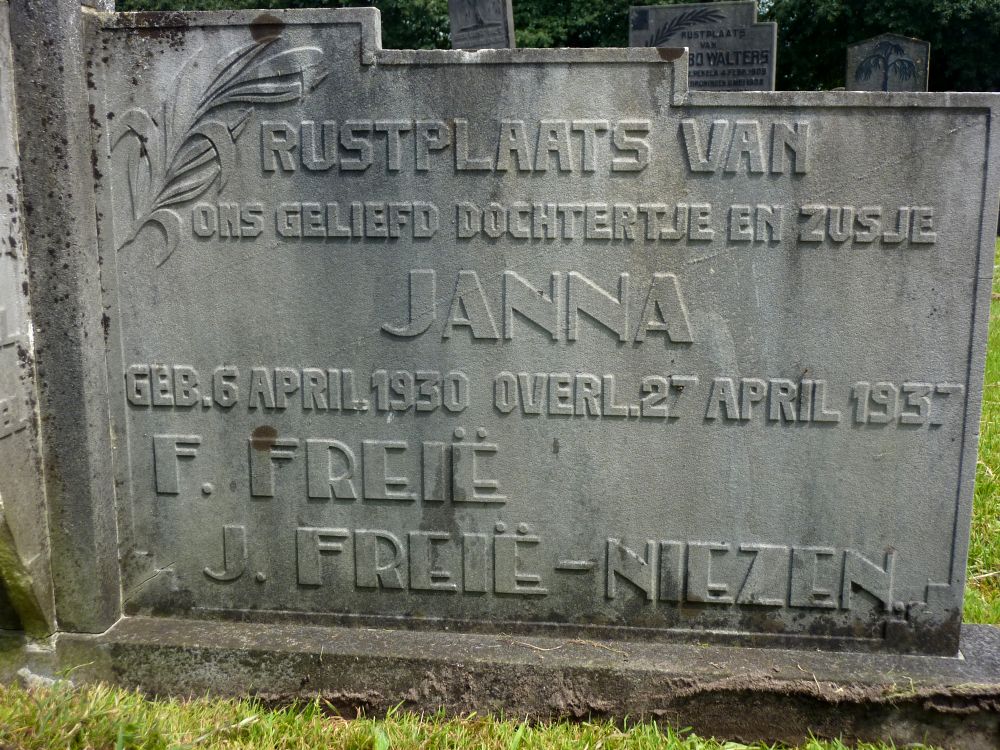 RUSTPLAATS
VAN
BO WALTERS
RUSTPLAATS VAN
ONS GELIEFD DOCHTERTJE EN ZUSJE
JANNA
GEB. 6 APRIL 1930 OVERL. 27 APRIL 1937
F. FREIË
J. FREIË-NIEZEN.